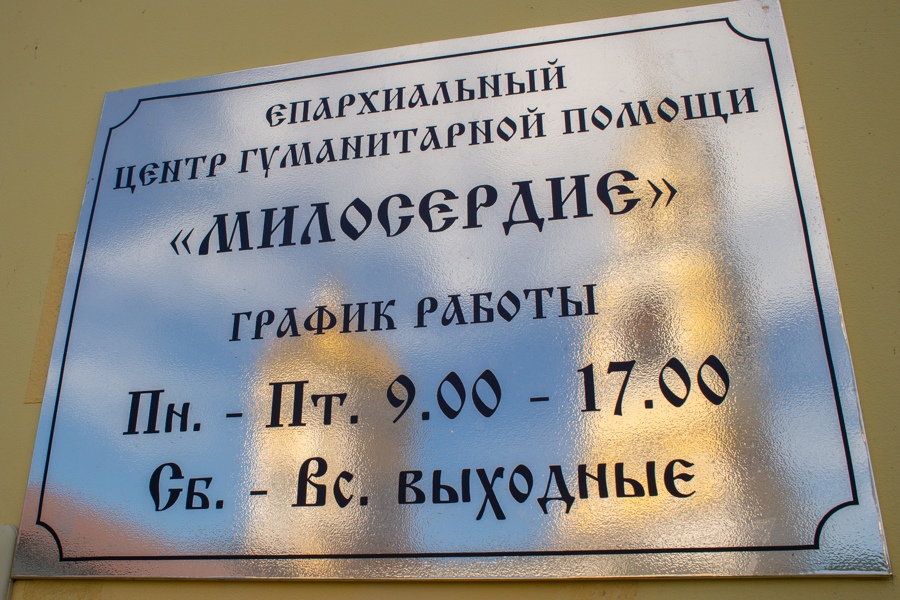 ЕПАРХИАЛЬНЫЙ
ЦЕНТР ГУМАНИТАРНОЙ ПОМОЩИ
«МИЛОСЕРДИЕ»
ГРАФИК РАБОТЫ
Пн. - Пт. 9.00 - 17.00
Сб. - Вс. выходные